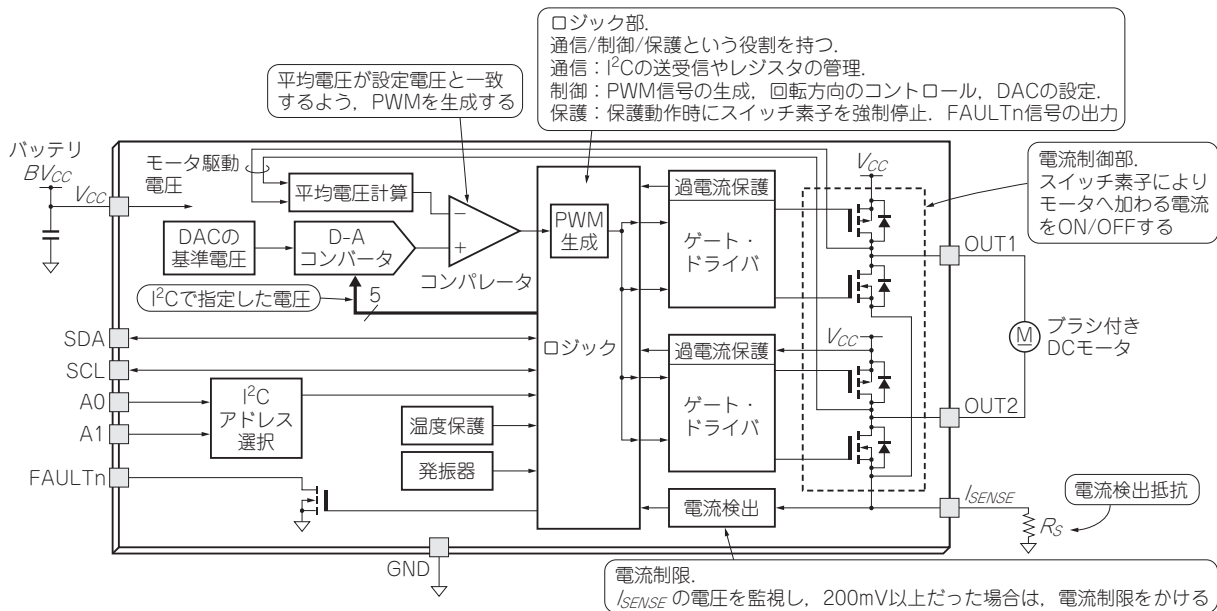 ロジック部.
通信/制御/保護という役割を持つ.
通信：I²Cの送受信やレジスタの管理.
制御：PWM信号の生成，回転方向のコントロール，DACの設定.
保護：保護動作時にスイッチ素子を強制停止．FAULTn信号の出力
平均電圧が設定電圧と一致
するよう，PWMを生成する
バッテリ
BVCC
VCC
モータ駆動
電圧
平均電圧計算
DACの
基準電圧
D-A
コンバータ
−
+
コンパレータ
I²Cで指定した電圧
5
PWM
生成
ロジック
過電流保護
ゲート・
ドライバ
VCC
電流制御部.
スイッチ素子により
モータへ加わる電流
をON/OFFする
OUT1
M
ブラシ付き
DCモータ
過電流保護
ゲート・
ドライバ
VCC
OUT2
SDA
SCL
A0
A1
I²C
アドレス
選択
温度保護
発振器
FAULTn
電流検出
ISENSE
RS
電流検出抵抗
GND
電流制限.
ISENSE の電圧を監視し，200mV以上だった場合は，電流制限をかける